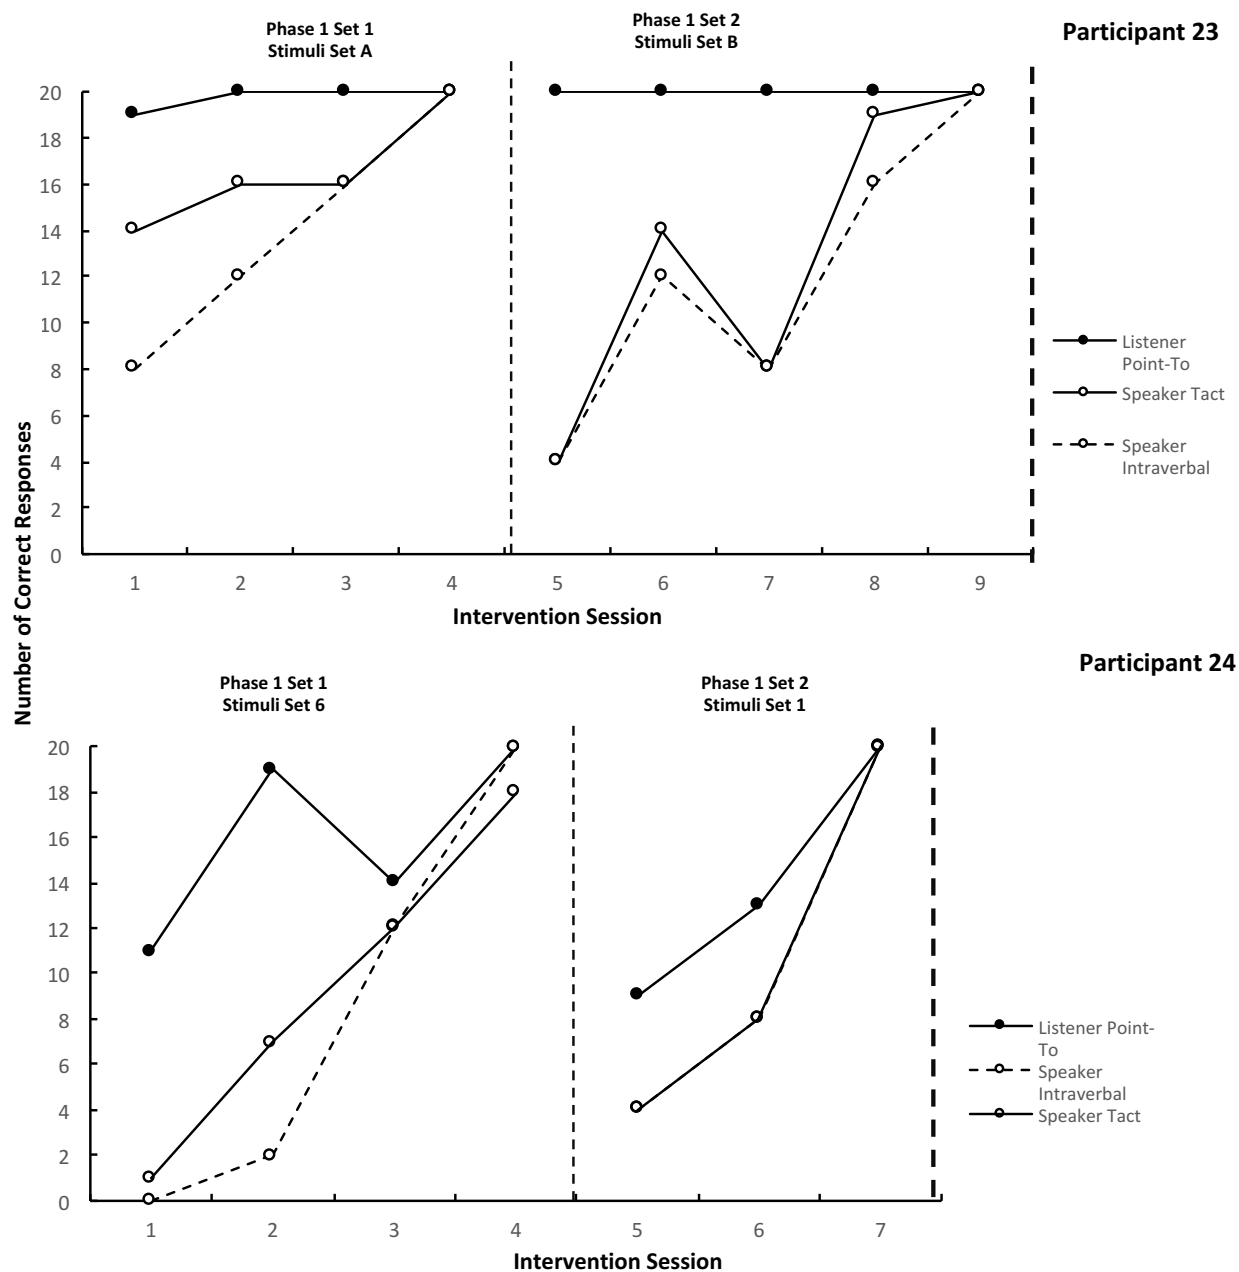 Phase 1 Set 1
Stimuli Set A
Phase 1 Set 2
Stimuli Set B
Participant 23
20
18
16
14
12
10
8
6
4
2
0
1 2 3 4 5 6 7 8 9
Intervention Session
Listener
Point-To
Speaker Tact
Speaker
Intraverbal
Number of Correct Responses
Participant 24
Phase 1 Set 1
Stimuli Set 6
Phase 1 Set 2
Stimuli Set 1
20
18
16
14
12
10
8
6
4
2
0
1 2 3 4 5 6 7
Intervention Session
Listener Point-
To
Speaker
Intraverbal
Speaker Tact